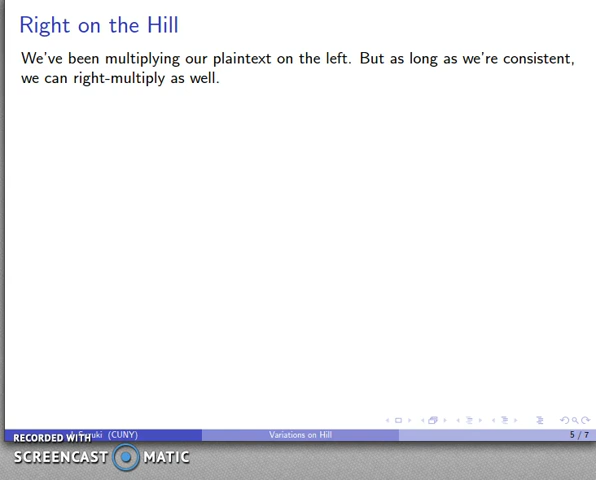 Right on the Hill
We've been multiplying our plaintext on the left. But as long as we're consistent,
we can right-multiply as well.
(CUNY)
Variations on Hill
5 / 7
RECORDED WITH
SCREENCAST MATIC